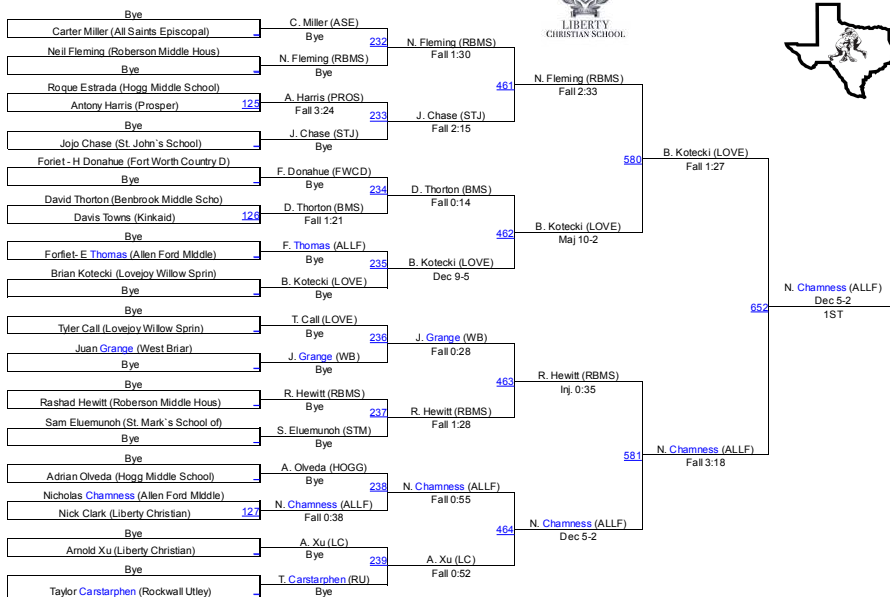 LIBERTY
CHRISTIAN SCHOOL
Bye
Carter Miller (All Saints Episcopal)
C. Miller (ASE)
Bye
232
Neil Fleming (Roberson Middle Hous)
Bye
N. Fleming (RBMS)
Bye
N. Fleming (RBMS)
Fall 1:30
461
Roque Estrada (Hogg Middle School)
Antony Harris (Prosper)
125
A. Harris (PROS)
Fall 3:24
233
Bye
Jojo Chase (St. John`s School)
J. Chase (STJ)
Bye
J. Chase (STJ)
Fall 2:15
N. Fleming (RBMS)
Fall 2:33
580
Foriet - H Donahue (Fort Worth Country D)
Bye
F. Donahue (FWCD)
Bye
234
David Thorton (Benbrook Middle Scho)
Davis Towns (Kinkaid)
126
D. Thorton (BMS)
Fall 1:21
D. Thorton (BMS)
Fall 0:14
462
Bye
Forfiet- E Thomas (Allen Ford MIddle)
F. Thomas (ALLF)
Bye
235
Brian Kotecki (Lovejoy Willow Sprin)
Bye
B. Kotecki (LOVE)
Bye
B. Kotecki (LOVE)
Dec 9-5
B. Kotecki (LOVE)
Maj 10-2
B. Kotecki (LOVE)
Fall 1:27
652
Bye
Tyler Call (Lovejoy Willow Sprin)
T. Call (LOVE)
Bye
236
Juan Grange (West Briar)
Bye
J. Grange (WB)
Bye
J. Grange (WB)
Fall 0:28
463
Bye
Rashad Hewitt (Roberson Middle Hous)
R. Hewitt (RBMS)
Bye
237
Sam Eluemunoh (St. Mark`s School of)
Bye
S. Eluemunoh (STM)
Bye
R. Hewitt (RBMS)
Fall 1:28
R. Hewitt (RBMS)
Inj. 0:35
581
Bye
Adrian Olveda (Hogg Middle School)
A. Olveda (HOGG)
Bye
238
Nicholas Chamness (Allen Ford MIddle)
Nick Clark (Liberty Christian)
127
N. Chamness (ALLF)
Fall 0:38
N. Chamness (ALLF)
Fall 0:55
464
Bye
Arnold Xu (Liberty Christian)
A. Xu (LC)
Bye
239
Bye
Taylor Carstarphen (Rockwall Utley)
T. Carstarphen (RU)
Bye
A. Xu (LC)
Fall 0:52
N. Chamness (ALLF)
Dec 5-2
N. Chamness (ALLF)
Fall 3:18
N. Chamness (ALLF)
Dec 5-2
1ST